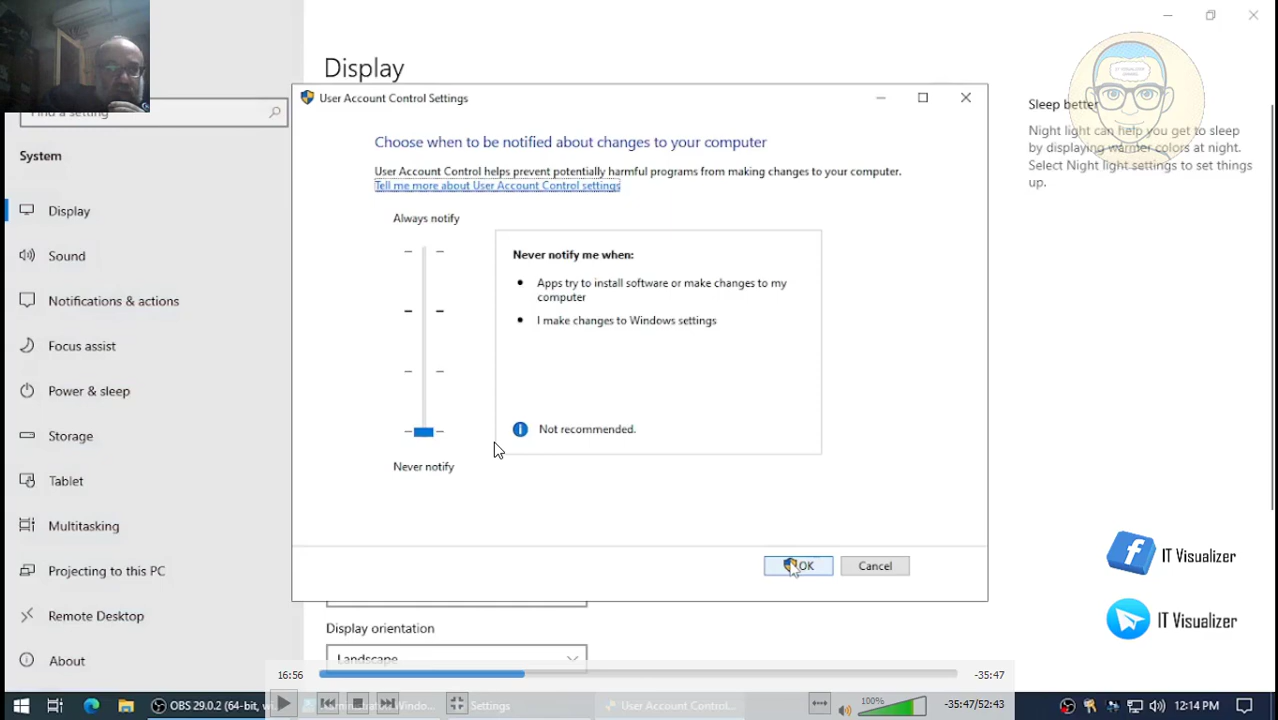 Display
IT VISUALIZER
User Account Control Settings
Choose when to be notified about changes to your computer
User Account Control helps prevent potentially harmful programs from making changes to your computer.
Tell me more about User Account Control settings
Always notify
Never notify me when:
Apps try to install software or make changes to my
computer
I make changes to Windows settings
Not recommended.
Never notify
OK
Cancel
Find a setting
System
Display
Sound
Notifications & actions
Focus assist
Power & sleep
Storage
Tablet
Multitasking
Projecting to this PC
Remote Desktop
About
Sleep better
Night light can help you get to sleep
by displaying warmer colors at night.
Select Night light settings to set things
up.
IT Visualizer
IT Visualizer
Display orientation
Landscape
16:56
-35:47
100%
-35:47/52:43
OBS 29.0.2 (64-bit, w...
Settings
User Account Control...
12:14 PM